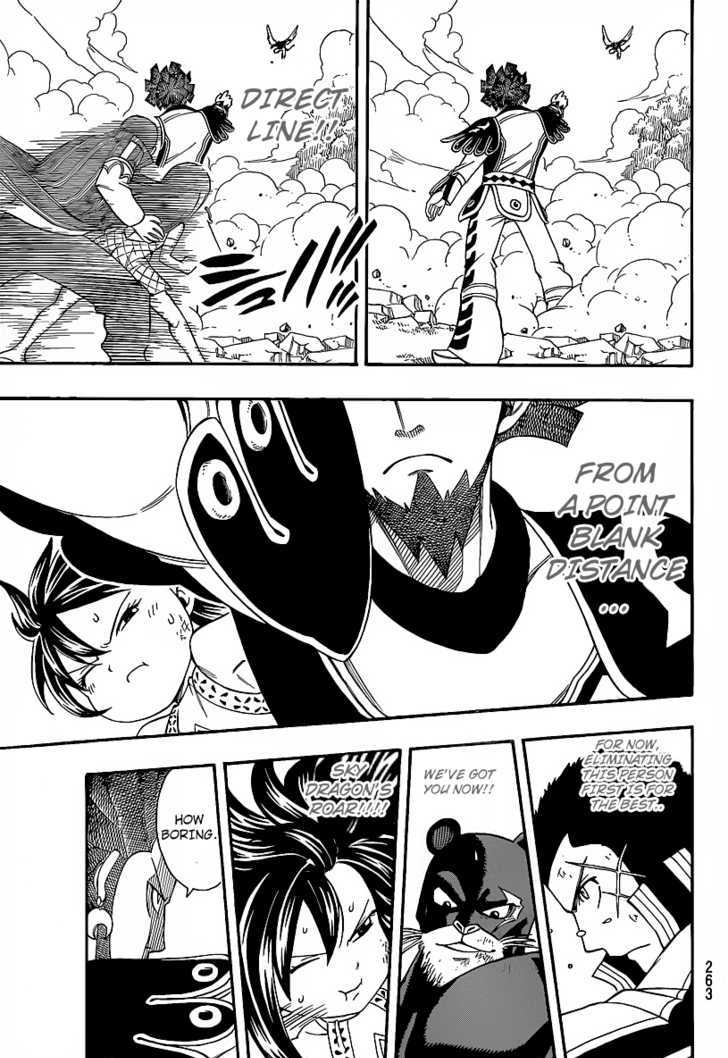 DIRECT
LINE!!
FROM
A POINT
BLANK
DISTANCE
...
FOR NOW,
ELIMINATING
THIS PERSON
FIRST IS FOR
THE BEST..
WE'VE GOT
YOU NOW!!
SKY
DRAGON'S
ROAR!!!!
HOW
BORING.
263